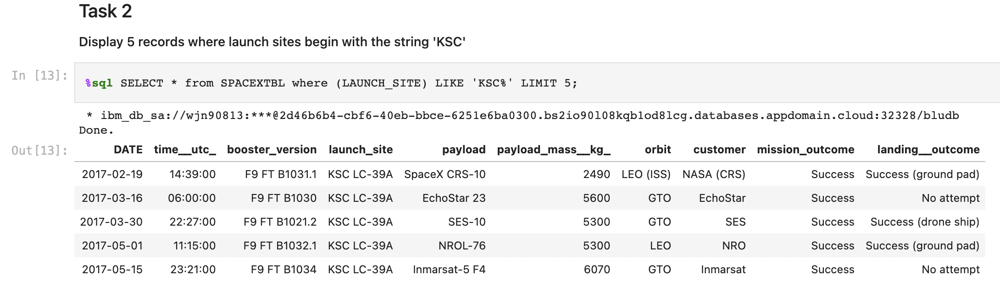 Task 2
Display 5 records where launch sites begin with the string 'KSC'
In [13]: %sql SELECT * from SPACEXTBL where (LAUNCH_SITE) LIKE 'KSC%' LIMIT 5;
* ibm_db_sa://wjn90813:***@2d46b6b4-cbf6-40eb-bbce-6251e6ba0300.bs2io90l08kqb1od8lcg.databases.appdomain.cloud:32328/bludb
Done.
Out[13]: DATE time__utc_ booster_version launch_site payload payload_mass__kg_ orbit customer mission_outcome landing__outcome
2017-02-19 14:39:00 F9 FT B1031.1 KSC LC-39A SpaceX CRS-10 2490 LEO (ISS) NASA (CRS) Success Success (ground pad)
2017-03-16 06:00:00 F9 FT B1030 KSC LC-39A EchoStar 23 5600 GTO EchoStar Success No attempt
2017-03-30 22:27:00 F9 FT B1021.2 KSC LC-39A SES-10 5300 GTO SES Success Success (drone ship)
2017-05-01 11:15:00 F9 FT B1032.1 KSC LC-39A NROL-76 5300 LEO NRO Success Success (ground pad)
2017-05-15 23:21:00 F9 FT B1034 KSC LC-39A Inmarsat-5 F4 6070 GTO Inmarsat Success No attempt